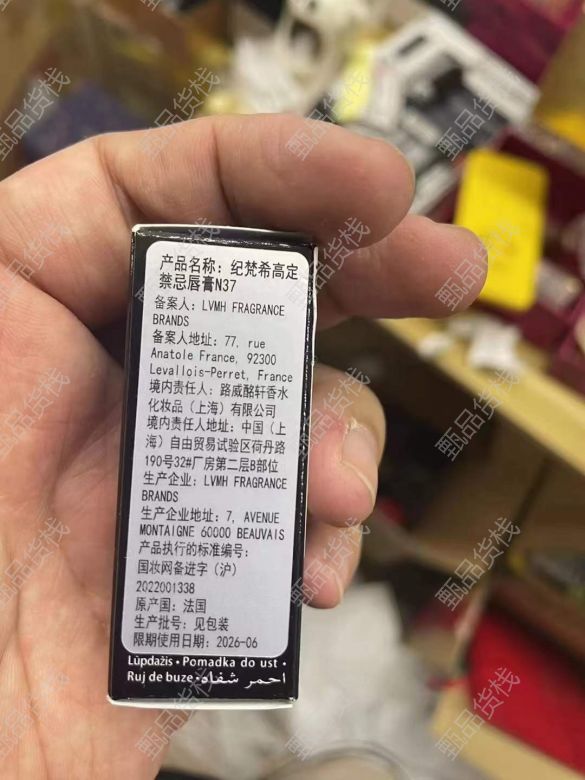 产品名称：纪梵希高定
禁忌唇膏N37
备案人：LVMH FRAGRANCE
BRANDS
备案人地址：77, rue
Anatole France, 92300
Levallois-Perret, France
境内责任人：路威酩轩香水
化妆品（上海）有限公司
境内责任人地址：中国（上
海）自由贸易试验区荷丹路
190号32#厂房第二层B部位
生产企业：LVMH FRAGRANCE
BRANDS
生产企业地址：7, AVENUE
MONTAIGNE 60000 BEAUVAIS
产品执行的标准编号：
国妆网备进字（沪）
2022001338
原产国：法国
生产批号：见包装
限期使用日期：2026-06
Lūpdažis • Pomadka do ust •
Ruj de buze • احمر شفاه
甄品货栈